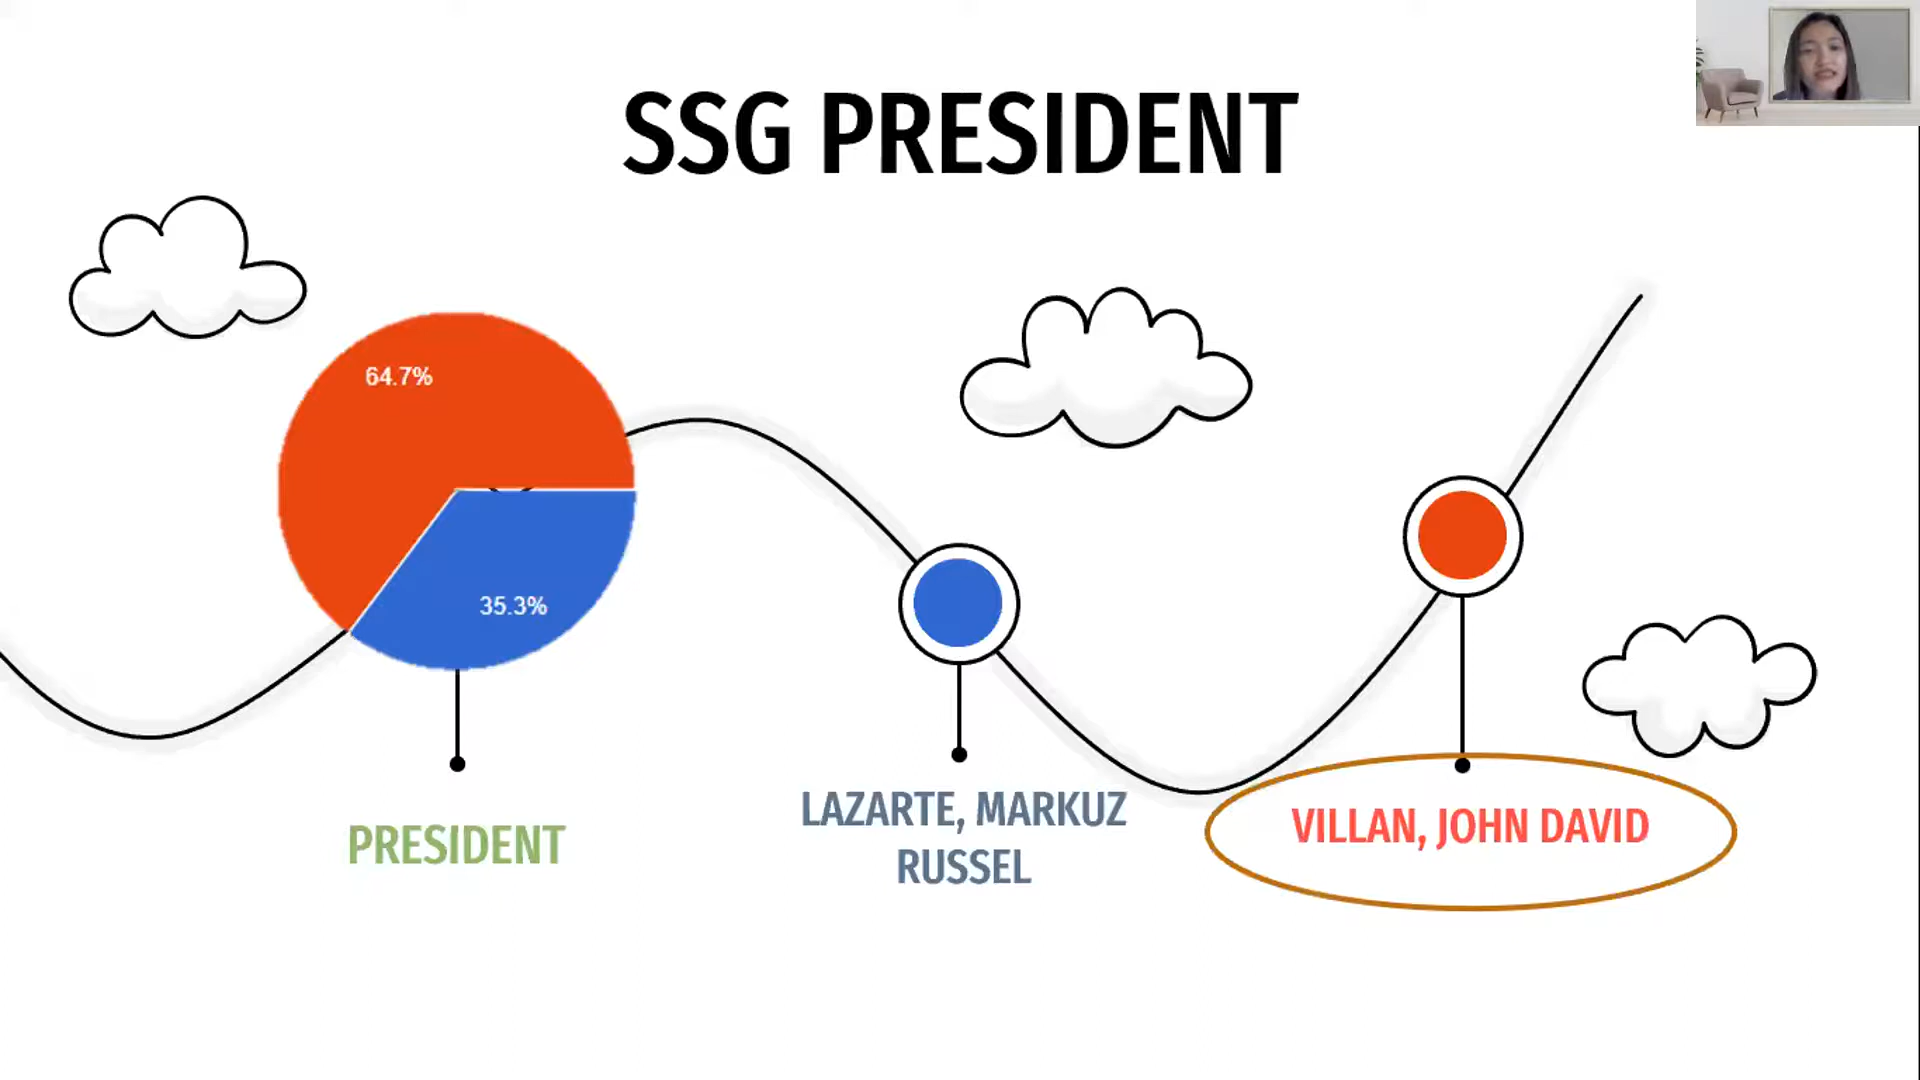 SSG PRESIDENT
64.7%
35.3%
PRESIDENT
LAZARTE, MARKUZ
RUSSEL
VILLAN, JOHN DAVID